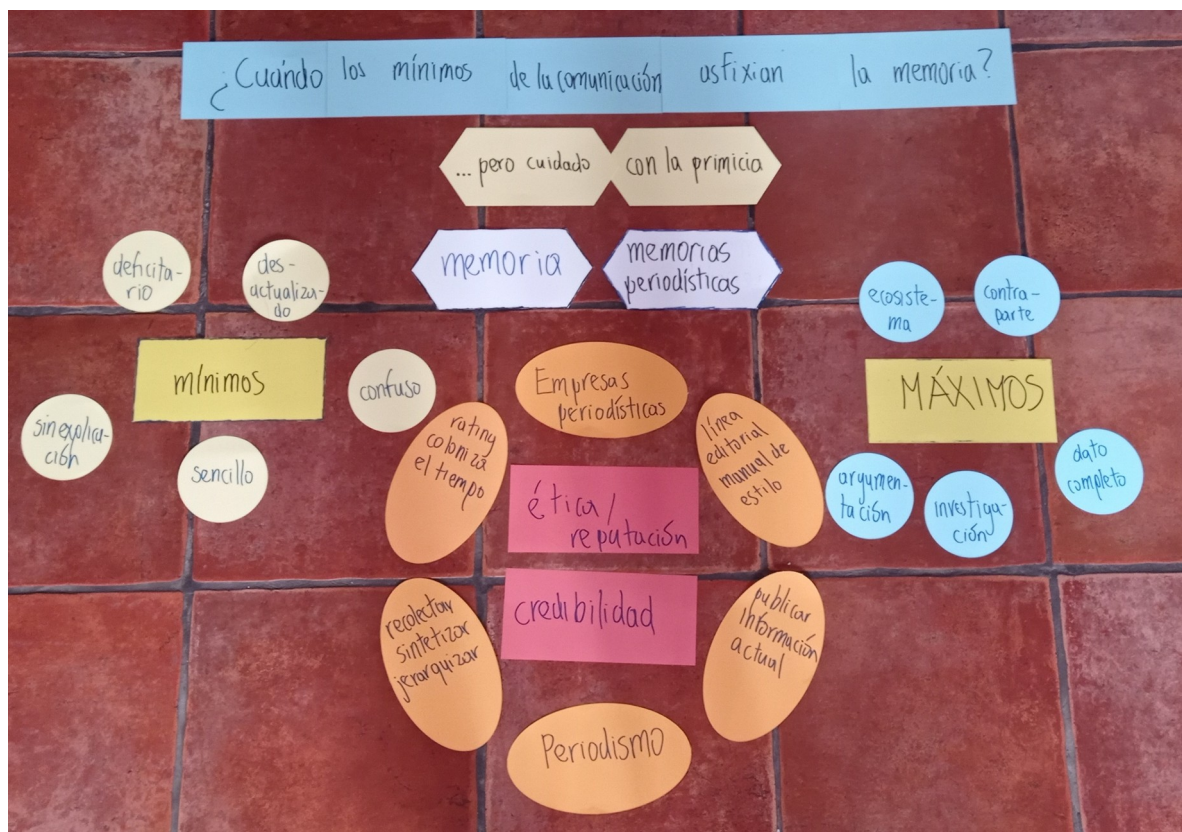 ¿Cuándo los mínimos de la comunicación asfixian la memoria?
...pero cuidado con la primicia
memoria
memorias
periodísticas
deficita-
rio
des-
actualiza-
do
mínimos
confuso
sin explica-
ción
sencillo
ecosiste-
ma
contra-
parte
MÁXIMOS
argumen-
tación
investiga-
ción
dato
completo
Empresas
periodísticas
rating
coloniza
el tiempo
línea
editorial
manual de
estilo
ética/
reputación
credibilidad
recolectar
sintetizar
jerarquizar
publicar
información
actual
Periodismo